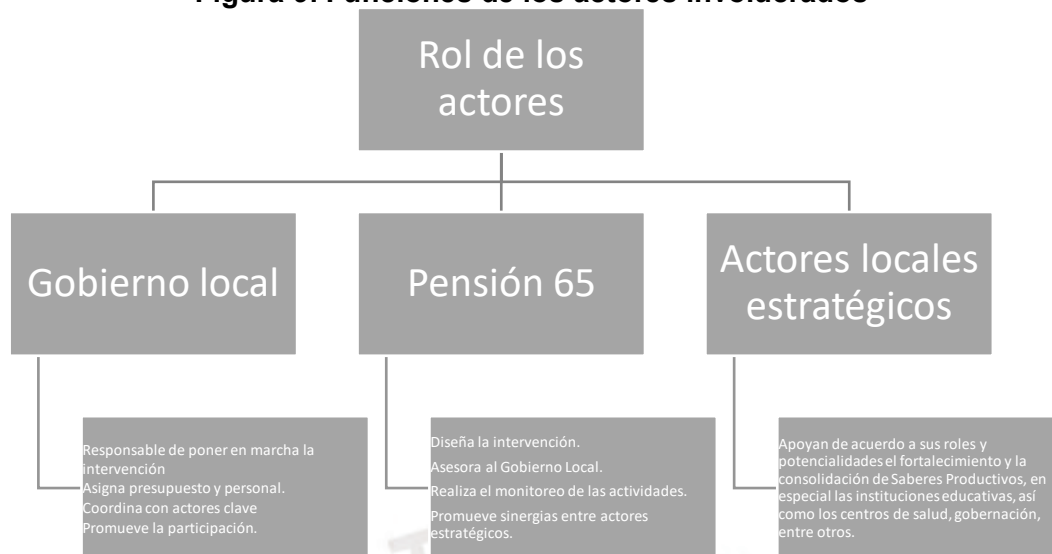 Rol de los
actores
Gobierno local
Pensión 65
Actores locales
estratégicos
Responsable de poner en marcha la
intervención
Asigna presupuesto y personal.
Coordina con actores clave
Promueve la participación.
Diseña la intervención.
Asesora al Gobierno Local.
Realiza el monitoreo de las actividades.
Promueve sinergias entre actores
estratégicos.
Apoyan de acuerdo a sus roles y
potencialidades el fortalecimiento y la
consolidación de Saberes Productivos, en
especial las instituciones educativas, así
como los centros de salud, gobernación,
entre otros.